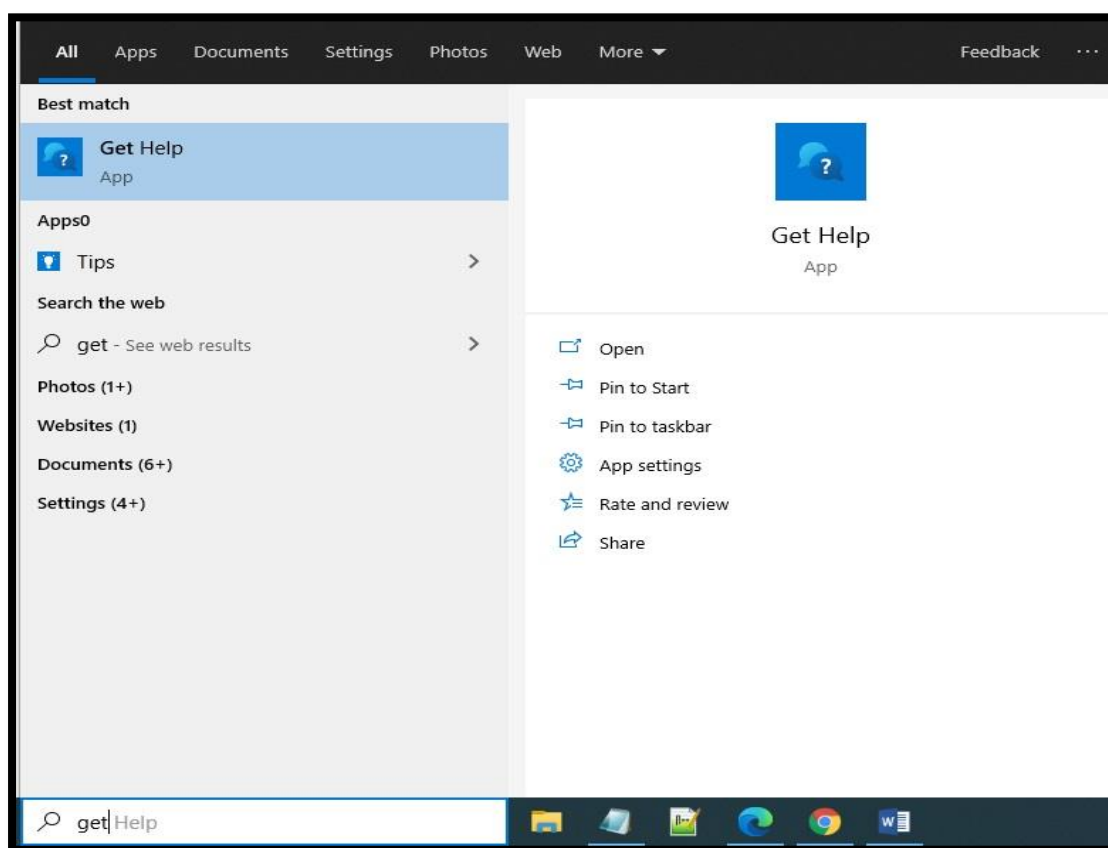 All Apps Documents Settings Photos Web More Feedback ...
Best match
Get Help
App
Apps0
Tips
Search the web
get - See web results
Photos (1+)
Websites (1)
Documents (6+)
Settings (4+)
Get Help
App
Open
Pin to Start
Pin to taskbar
App settings
Rate and review
Share
get Help